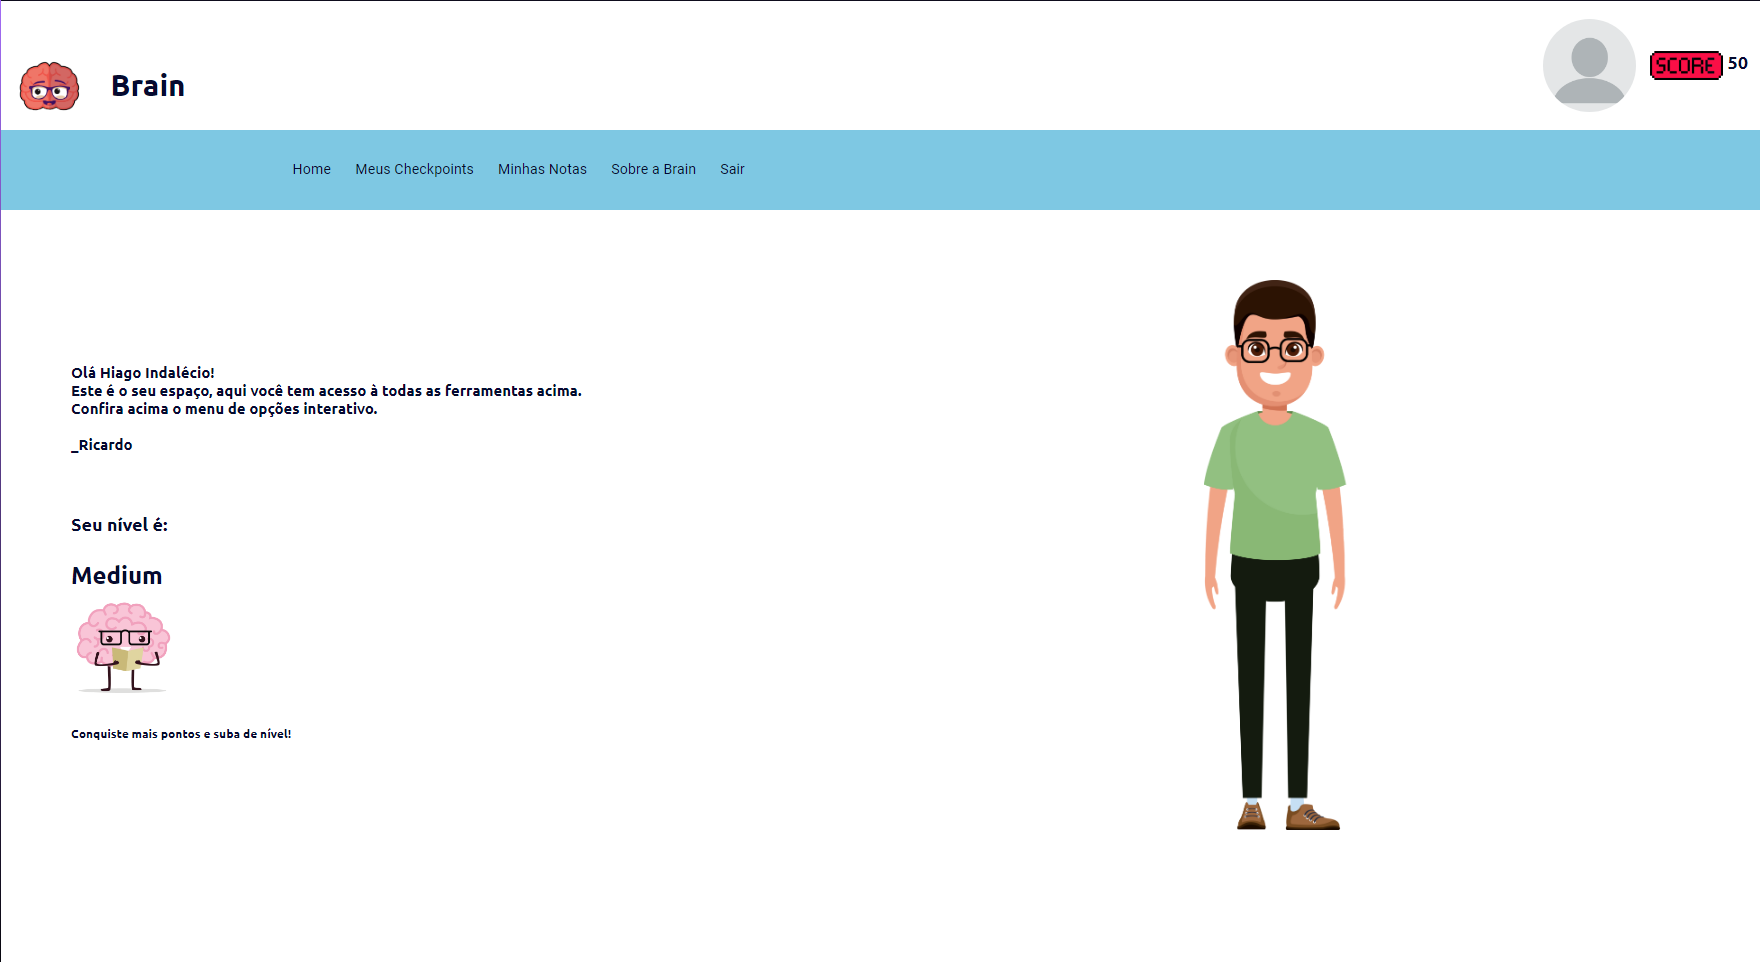 Brain
SCORE 50
Home Meus Checkpoints Minhas Notas Sobre a Brain Sair
Olá Hiago Indalécio!
Este é o seu espaço, aqui você tem acesso à todas as ferramentas acima.
Confira acima o menu de opções interativo.
_Ricardo
Seu nível é:
Medium
Conquiste mais pontos e suba de nível!